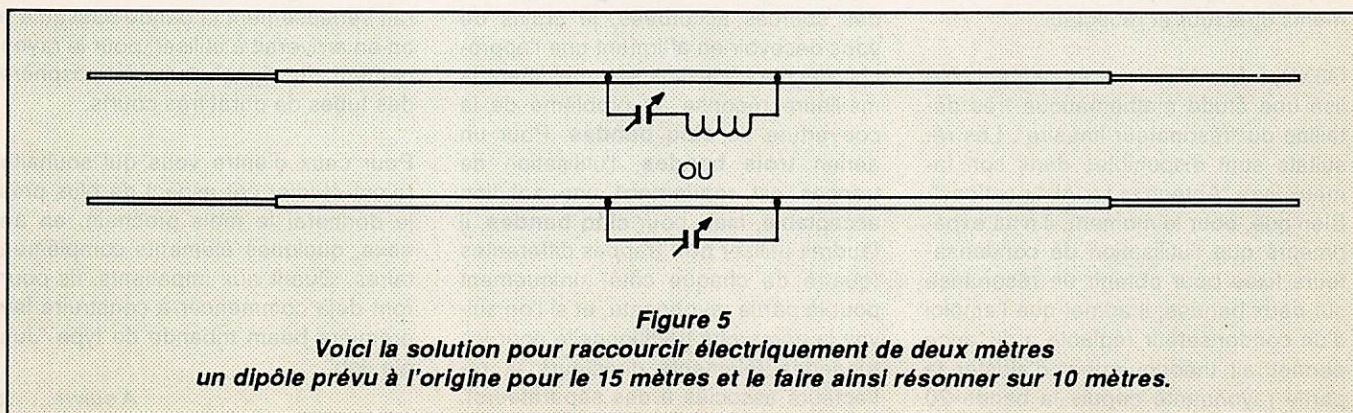 OU
Figure 5
Voici la solution pour raccourcir électriquement de deux mètres
un dipôle prévu à l'origine pour le 15 mètres et le faire ainsi résonner sur 10 mètres.